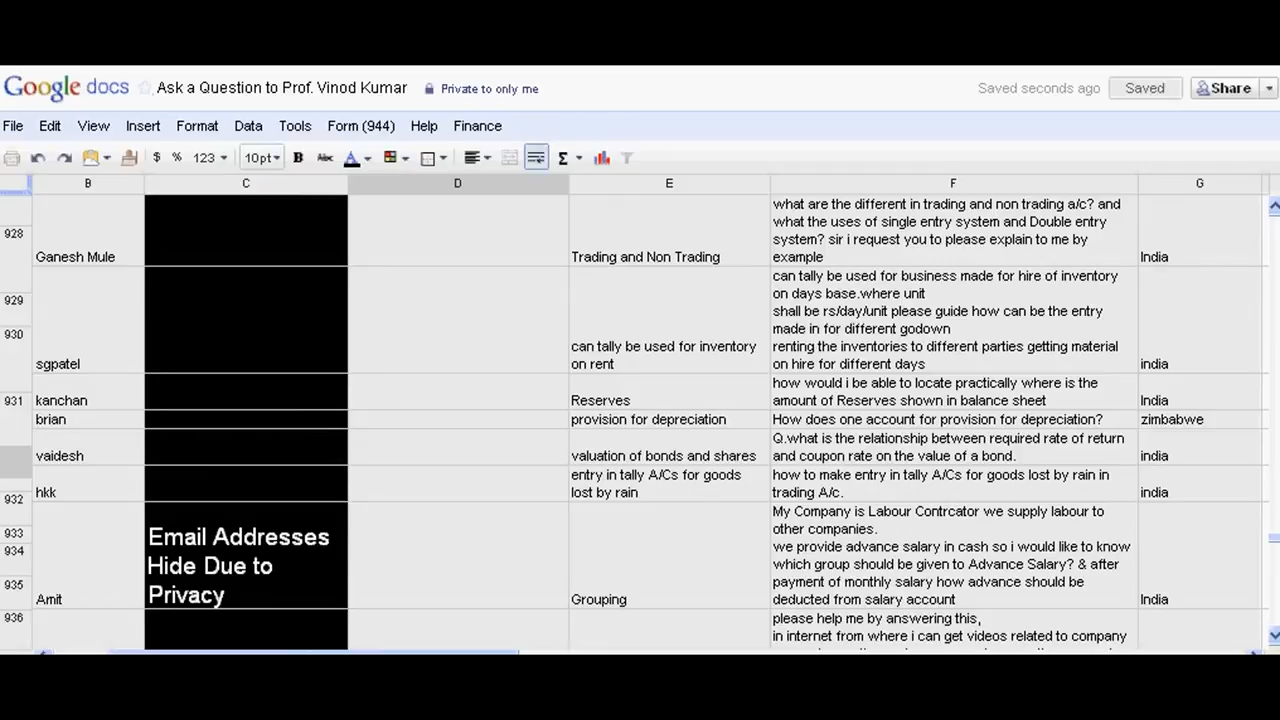 Google docs Ask a Question to Prof. Vinod Kumar Private to only me Saved seconds ago Saved Share
File Edit View Insert Format Data Tools Form (944) Help Finance
$ % 123 10pt B Abc A Σ
B C D E F G
928
Ganesh Mule
Trading and Non Trading
what are the different in trading and non trading a/c? and
what the uses of single entry system and Double entry
system? sir i request you to please explain to me by
example
India
929
930
sgpatel
can tally be used for inventory
on rent
can tally be used for business made for hire of inventory
on days base.where unit
shall be rs/day/unit please guide how can be the entry
made in for different godown
renting the inventories to different parties getting material
on hire for different days
india
931
kanchan
Reserves
how would i be able to locate practically where is the
amount of Reserves shown in balance sheet
India
brian
provision for depreciation
How does one account for provision for depreciation?
zimbabwe
vaidesh
valuation of bonds and shares
Q.what is the relationship between required rate of return
and coupon rate on the value of a bond.
india
932
hkk
entry in tally A/Cs for goods
lost by rain
how to make entry in tally A/Cs for goods lost by rain in
trading A/c.
india
933
934
935
Amit
Email Addresses
Hide Due to
Privacy
Grouping
My Company is Labour Contrcator we supply labour to
other companies.
we provide advance salary in cash so i would like to know
which group should be given to Advance Salary? & after
payment of monthly salary how advance should be
deducted from salary account
India
936
please help me by answering this,
in internet from where i can get videos related to company